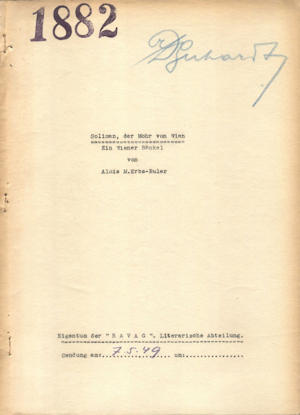 1882
Soliman, der Mohr von Wien
Ein Wiener Bänkel
von
Alois M.Erbs-Euler
Eigentum der "R A V A G". Literarische Abteilung.
Sendung am: 7.5.49 um: